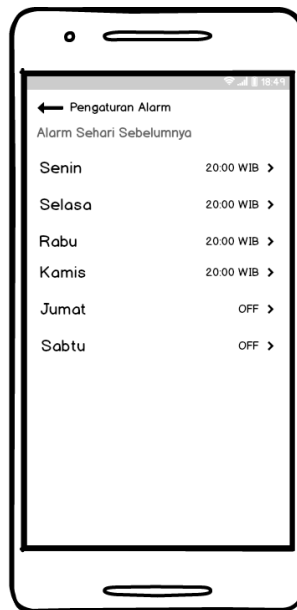 18:49
Pengaturan Alarm
Alarm Sehari Sebelumnya
Senin 20:00 WIB
Selasa 20:00 WIB
Rabu 20:00 WIB
Kamis 20:00 WIB
Jumat OFF
Sabtu OFF